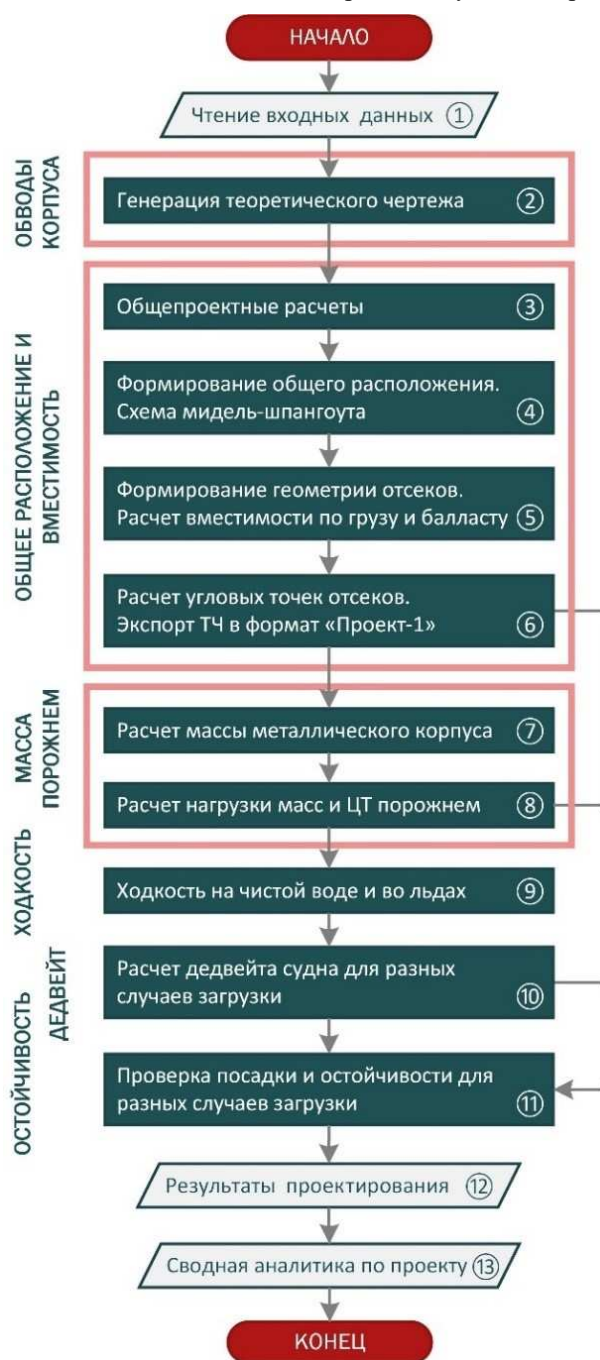 НАЧАЛО
Чтение входных данных ①
ОБВОДЫ
КОРПУСА
Генерация теоретического чертежа ②
ОБЩЕЕ РАСПОЛОЖЕНИЕ И
ВМЕСТИМОСТЬ
Общепроектные расчеты ③
Формирование общего расположения.
Схема мидель-шпангоута ④
Формирование геометрии отсеков.
Расчет вместимости по грузу и балласту ⑤
Расчет угловых точек отсеков.
Экспорт ТЧ в формат «Проект-1» ⑥
МАССА
ПОРОЖНЕМ
Расчет массы металлического корпуса ⑦
Расчет нагрузки масс и ЦТ порожнем ⑧
ХОДКОСТЬ
Ходкость на чистой воде и во льдах ⑨
ДЕДВЕЙТ
Расчет дедвейта судна для разных
случаев загрузки ⑩
ОСТОЙЧИВОСТЬ
Проверка посадки и остойчивости для
разных случаев загрузки ⑪
Результаты проектирования ⑫
Сводная аналитика по проекту ⑬
КОНЕЦ